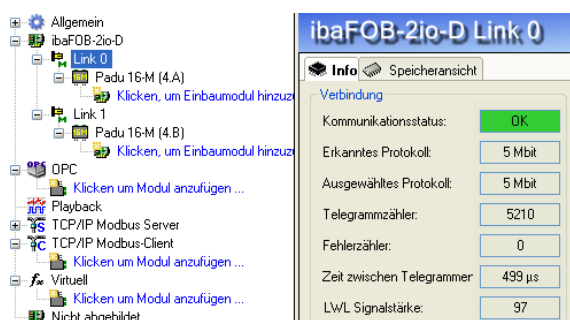 Allgemein
ibaFOB-2io-D
Link 0
Padu 16-M (4.A)
Klicken, um Einbaumodul hinzuzu
Link 1
Padu 16-M (4.B)
Klicken, um Einbaumodul hinzuzu
OPC
Klicken um Modul anzufügen ...
Playback
TCP/IP Modbus Server
TCP/IP Modbus-Client
Klicken um Modul anzufügen ...
Virtuell
Klicken um Modul anzufügen ...
Nicht abgebildet
ibaFOB-2io-D Link 0
Info Speicheransicht
Verbindung
Kommunikationsstatus: OK
Erkanntes Protokoll: 5 Mbit
Ausgewähltes Protokoll: 5 Mbit
Telegrammzähler: 5210
Fehlerzähler: 0
Zeit zwischen Telegrammer 499 µs
LWL Signalstärke: 97